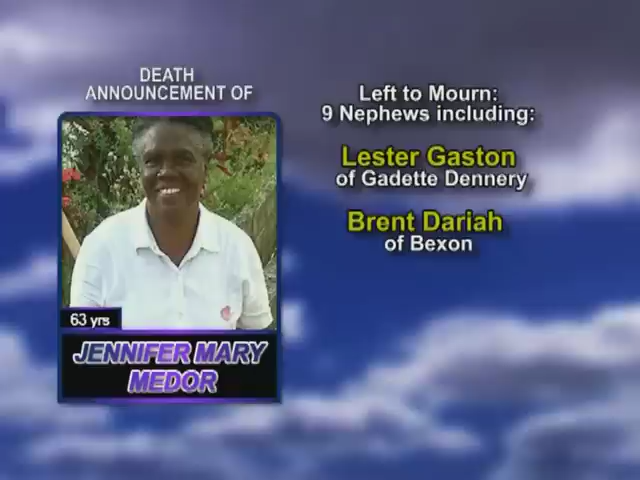 DEATH
ANNOUNCEMENT OF
63 yrs
JENNIFER MARY
MEDOR
Left to Mourn:
9 Nephews including:
Lester Gaston
of Gadette Dennery
Brent Dariah
of Bexon